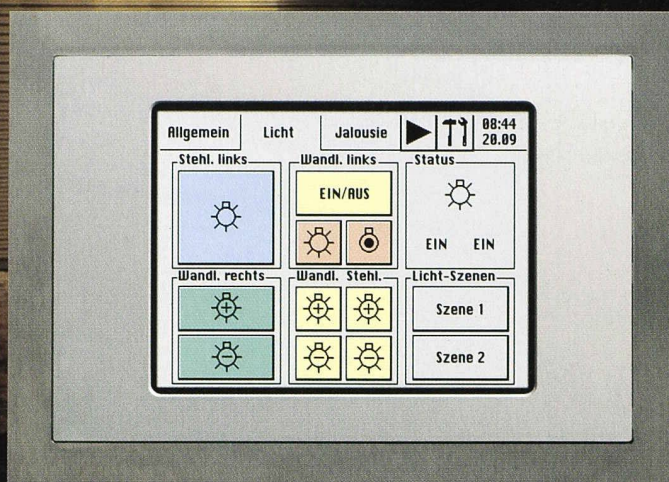 Allgemein Licht Jalousie 08:44
20.09
Stehl. links Wandl. links Status
EIN/AUS
EIN EIN
Wandl. rechts Wandl. Stehl. Licht-Szenen
Szene 1
Szene 2